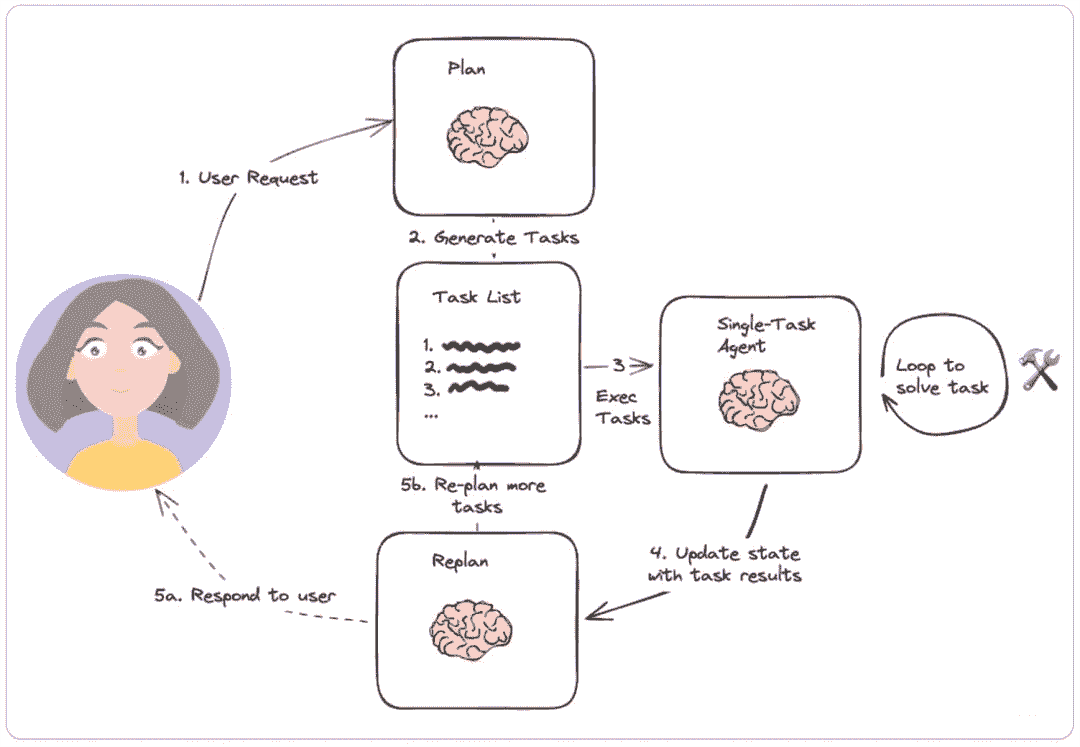 Plan
1. User Request
2. Generate Tasks
Task List
1.
2.
3.
...
3
Exec
Tasks
Single-Task
Agent
Loop to
solve task
4. Update state
with task results
5b. Re-plan more
tasks
Replan
5a. Respond to user